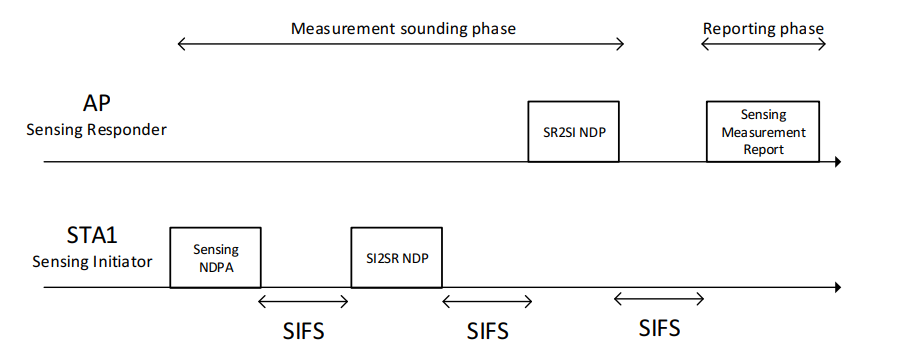 Measurement sounding phase
Reporting phase
AP
Sensing Responder
SR2SI NDP
Sensing
Measurement
Report
STA1
Sensing Initiator
Sensing
NDPA
SI2SR NDP
SIFS
SIFS
SIFS